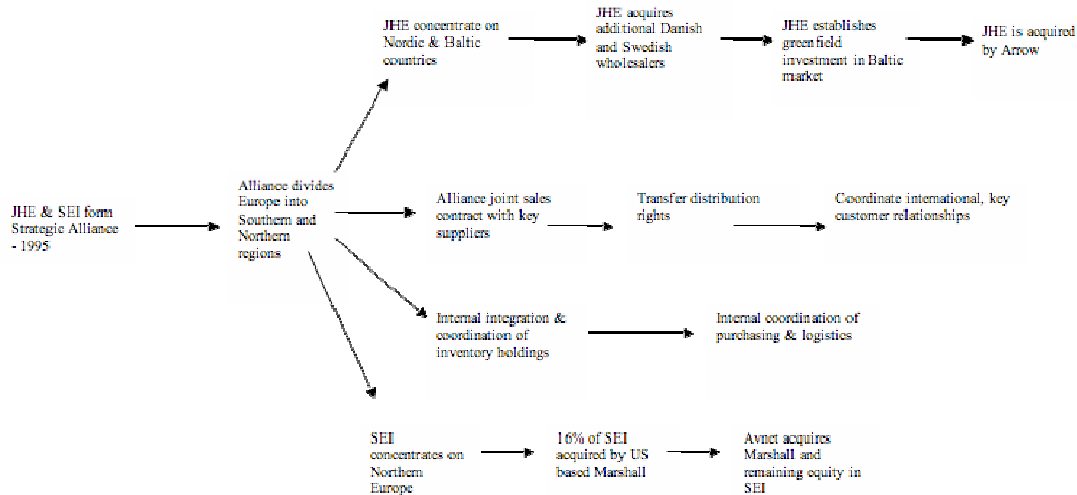 JHE concentrate on
Nordic & Baltic
countries
JHE acquires
additional Danish
and Swedish
wholesalers
JHE establishes
greenfield
investment in Baltic
market
JHE is acquired
by Arrow
JHE & SEI form
Strategic Alliance
- 1995
Alliance divides
Europe into
Southern and
Northern
regions
Alliance joint sales
contract with key
suppliers
Transfer distribution
rights
Coordinate international, key
customer relationships
Internal integration &
coordination of
inventory holdings
Internal coordination of
purchasing & logistics
SEI
concentrates on
Northern
Europe
16% of SEI
acquired by US
based Marshall
Avnet acquires
Marshall and
remaining equity in
SEI